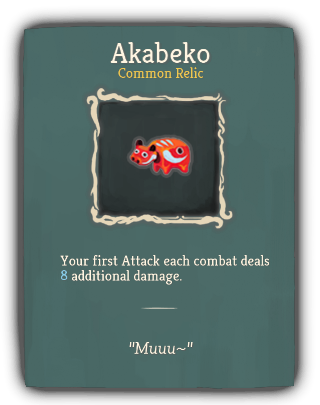 Akabeko
Common Relic
Your first Attack each combat deals
8 additional damage.
"Muuu~"